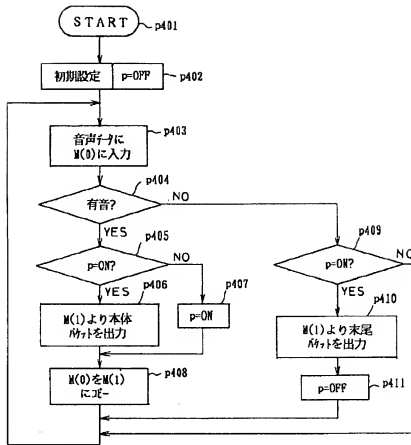 START
p401
初期設定
p=OFF
p402
音声データに
M(0)に入力
p403
p404
有音?
NO
YES
p405
p=ON?
NO
YES
p406
M(1)より本体
パケットを出力
p407
p=ON
M(0)をM(1)
にコピー
p408
p409
p=ON?
NO
YES
p410
M(1)より末尾
パケットを出力
p=OFF
p411